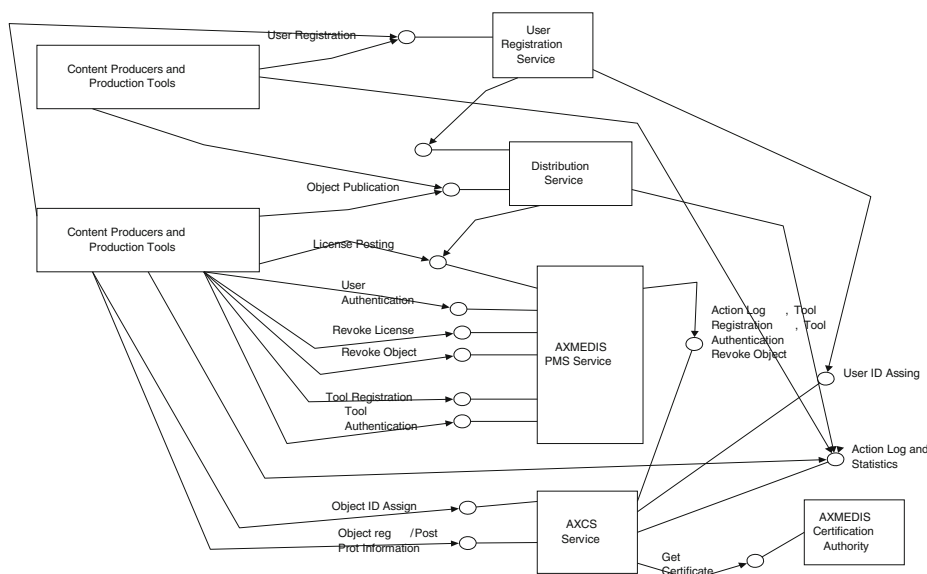 User Registration
User
Registration
Service
Content Producers and
Production Tools
Distribution
Service
Object Publication
Content Producers and
Production Tools
License Posting
User
Authentication
Revoke License
Revoke Object
AXMEDIS
PMS Service
Action Log , Tool
Registration , Tool
Authentication
Revoke Object
User ID Assing
Tool Registration
Tool
Authentication
Action Log and
Statistics
Object ID Assign
Object reg /Post
Prot Information
AXCS
Service
AXMEDIS
Certification
Authority
Get
Certificate